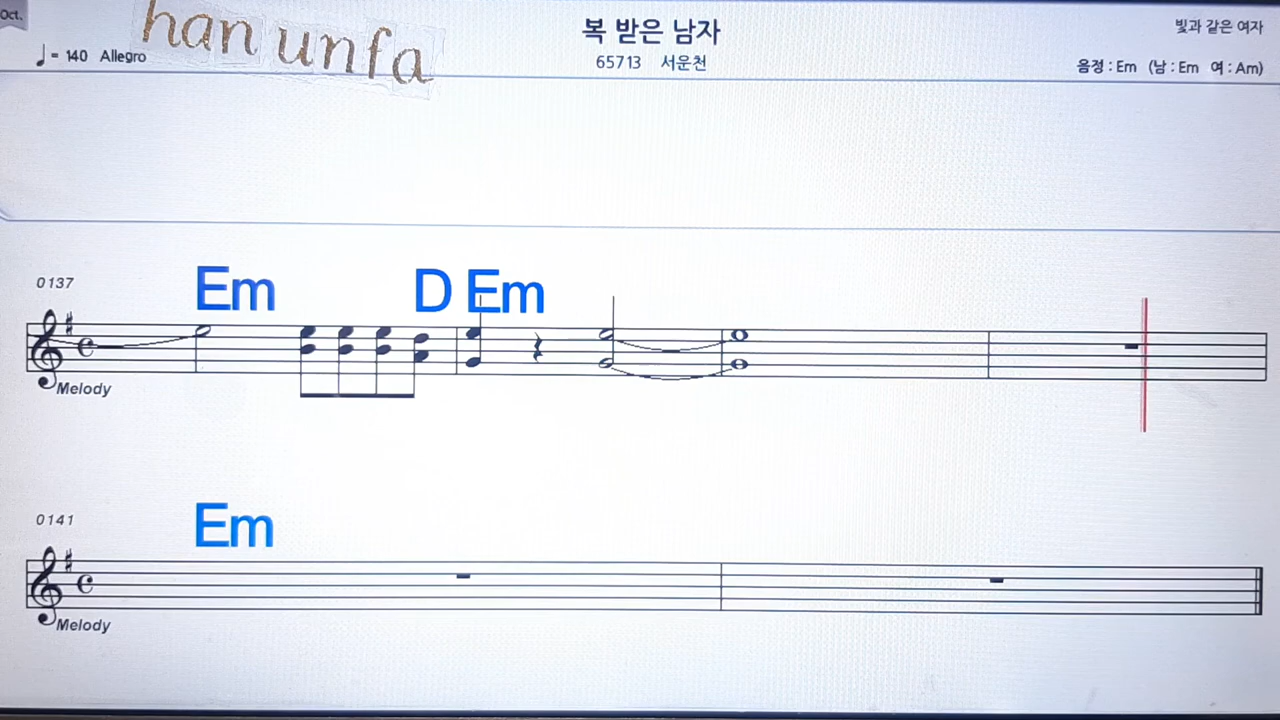 Oct.
han unfa
복 받은 남자
빛과 같은 여자
♩= 140 Allegro
65713 서운천
음정 : Em (남 : Em 여 : Am)
0137
Em D Em
Melody
0141
Em
Melody